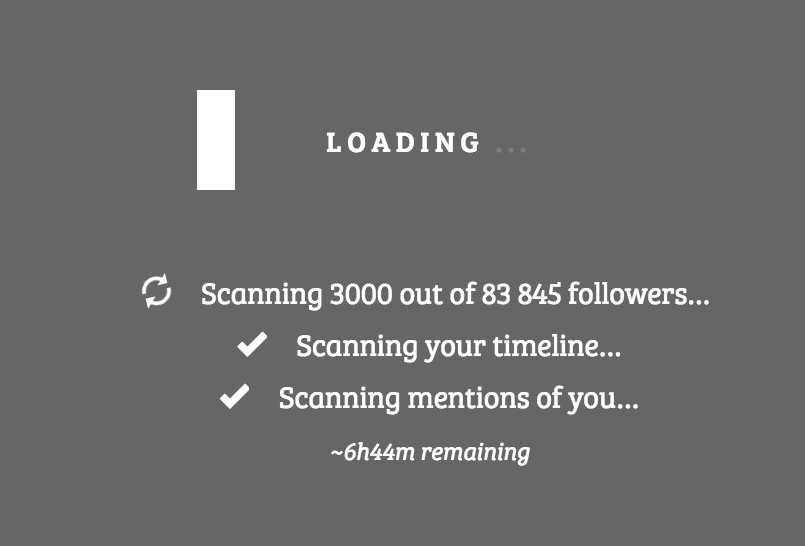 LOADING ...
Scanning 3000 out of 83 845 followers...
Scanning your timeline...
Scanning mentions of you...
~6h44m remaining